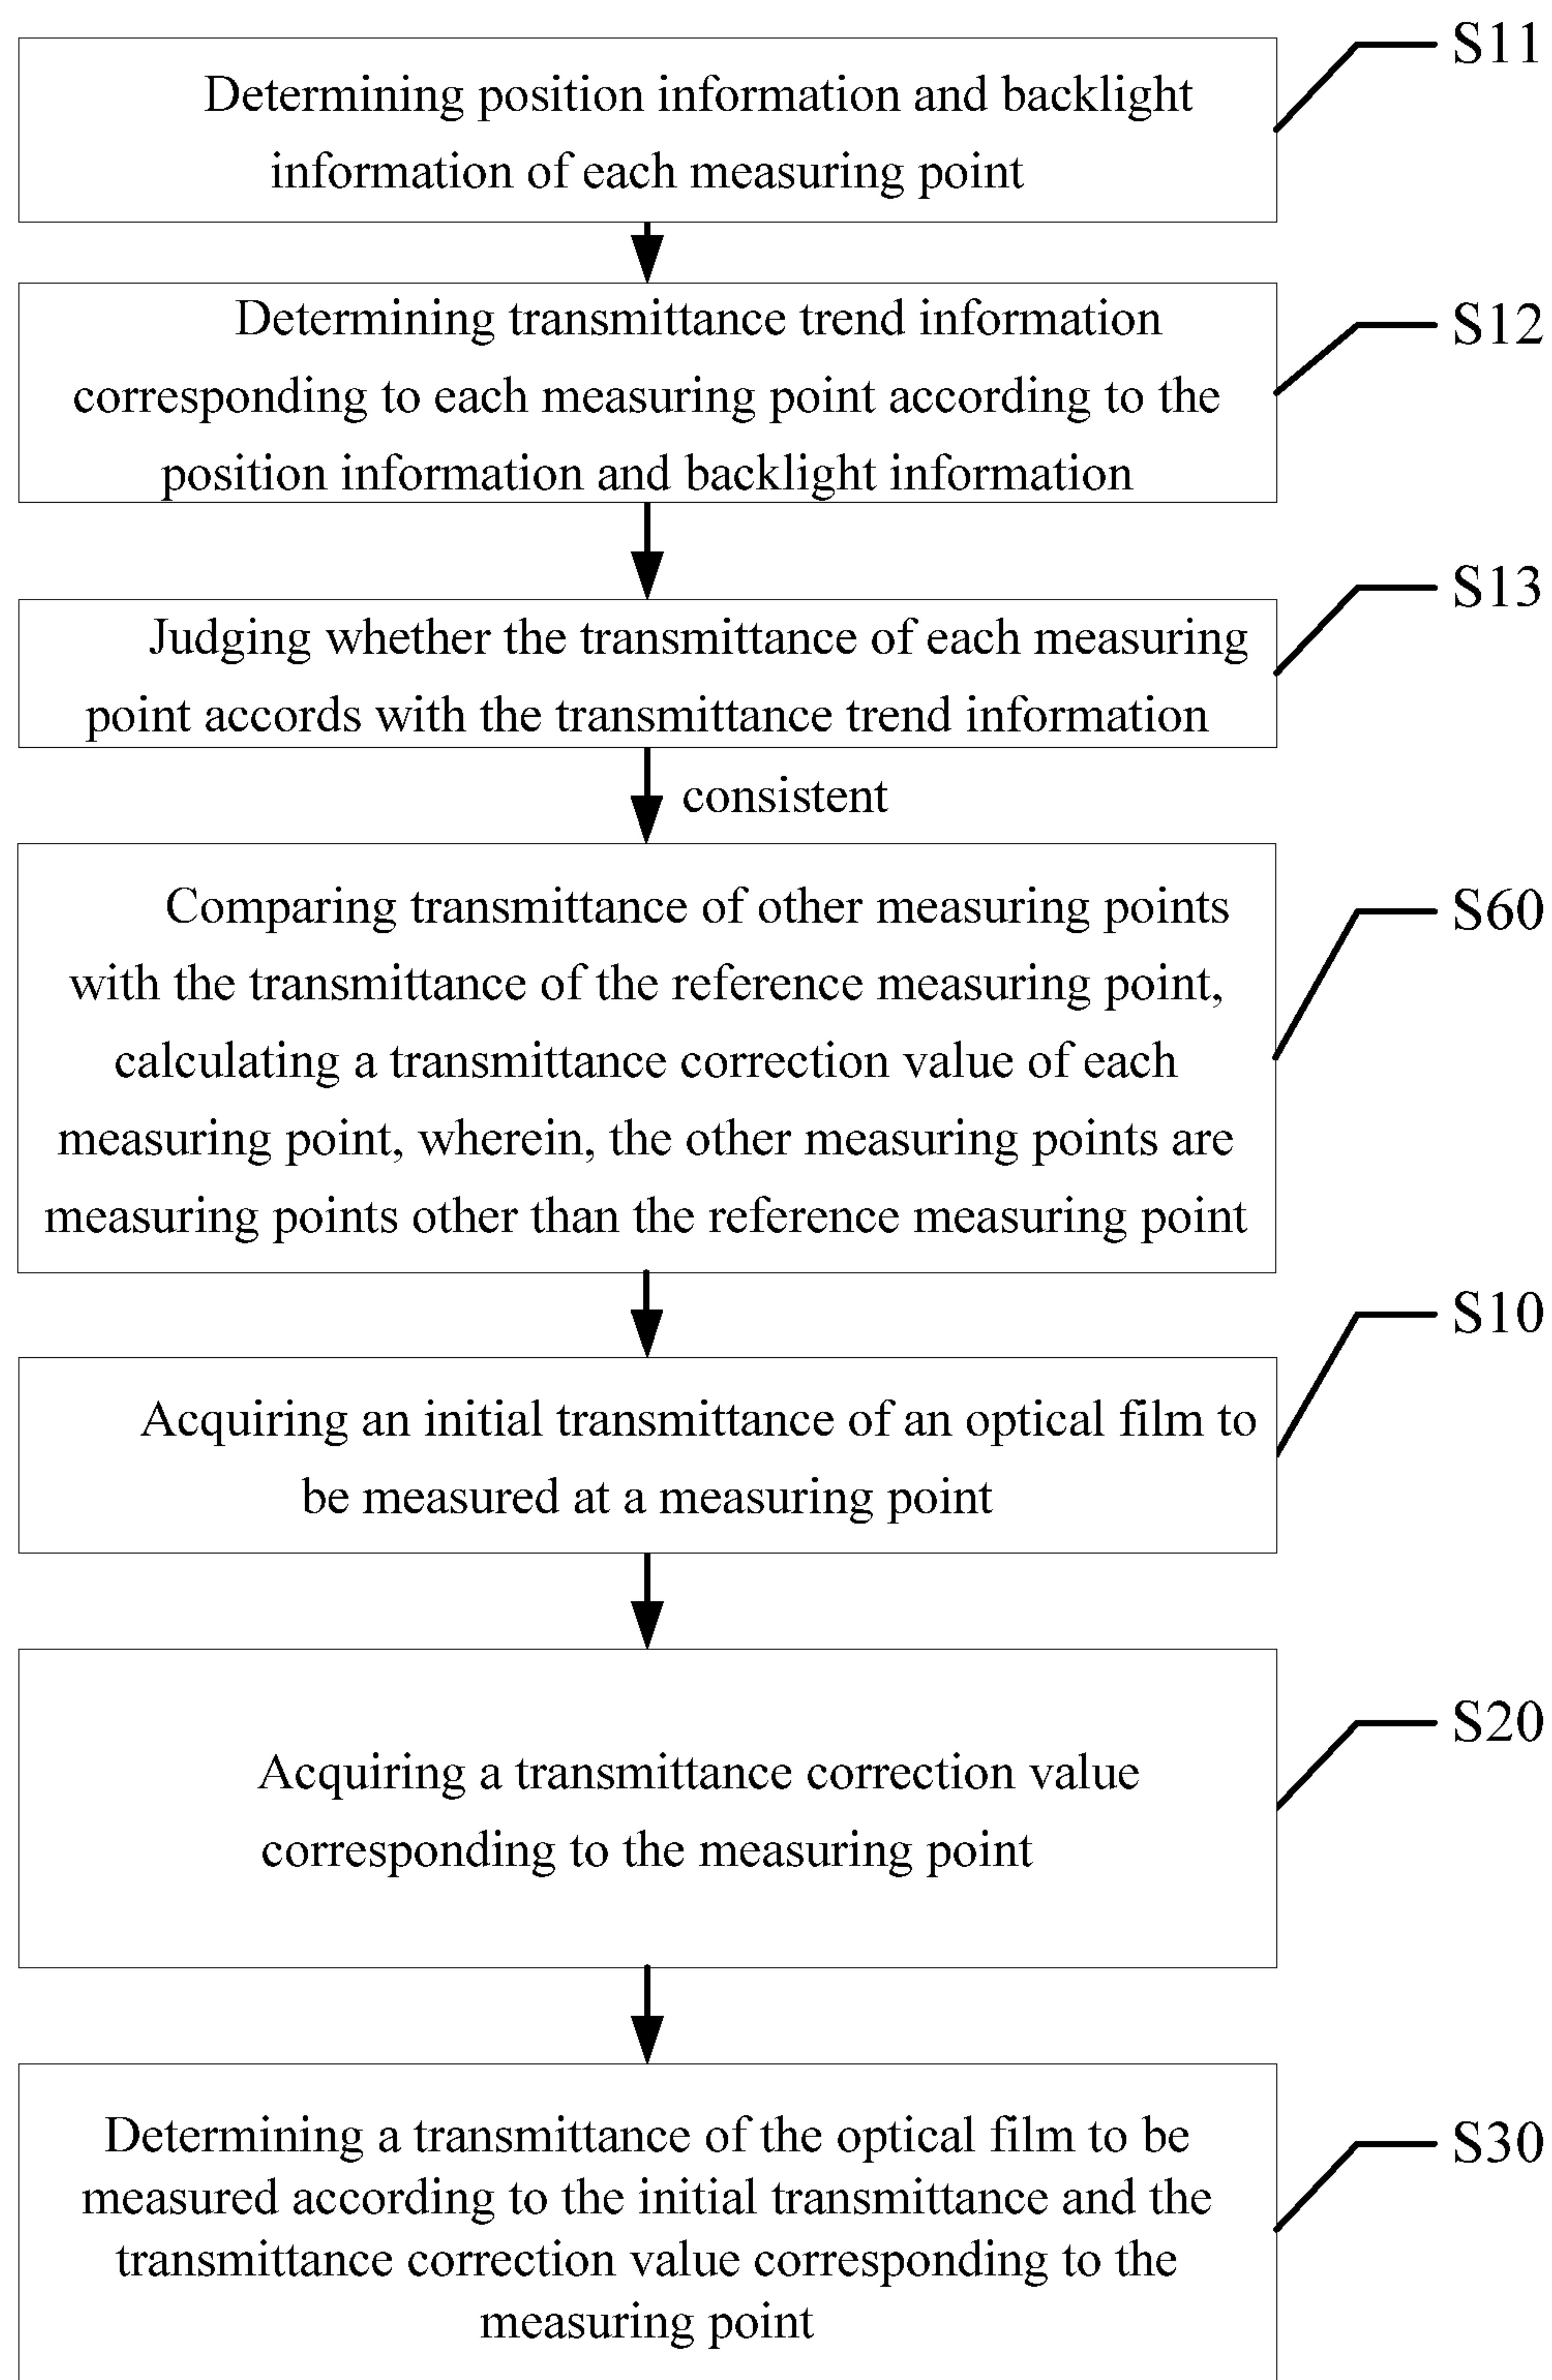 S11
Determining position information and backlight
information of each measuring point
S12
Determining transmittance trend information
corresponding to each measuring point according to the
position information and backlight information
S13
Judging whether the transmittance of each measuring
point accords with the transmittance trend information
consistent
S60
Comparing transmittance of other measuring points
with the transmittance of the reference measuring point,
calculating a transmittance correction value of each
measuring point, wherein, the other measuring points are
measuring points other than the reference measuring point
S10
Acquiring an initial transmittance of an optical film to
be measured at a measuring point
S20
Acquiring a transmittance correction value
corresponding to the measuring point
S30
Determining a transmittance of the optical film to be
measured according to the initial transmittance and the
transmittance correction value corresponding to the
measuring point